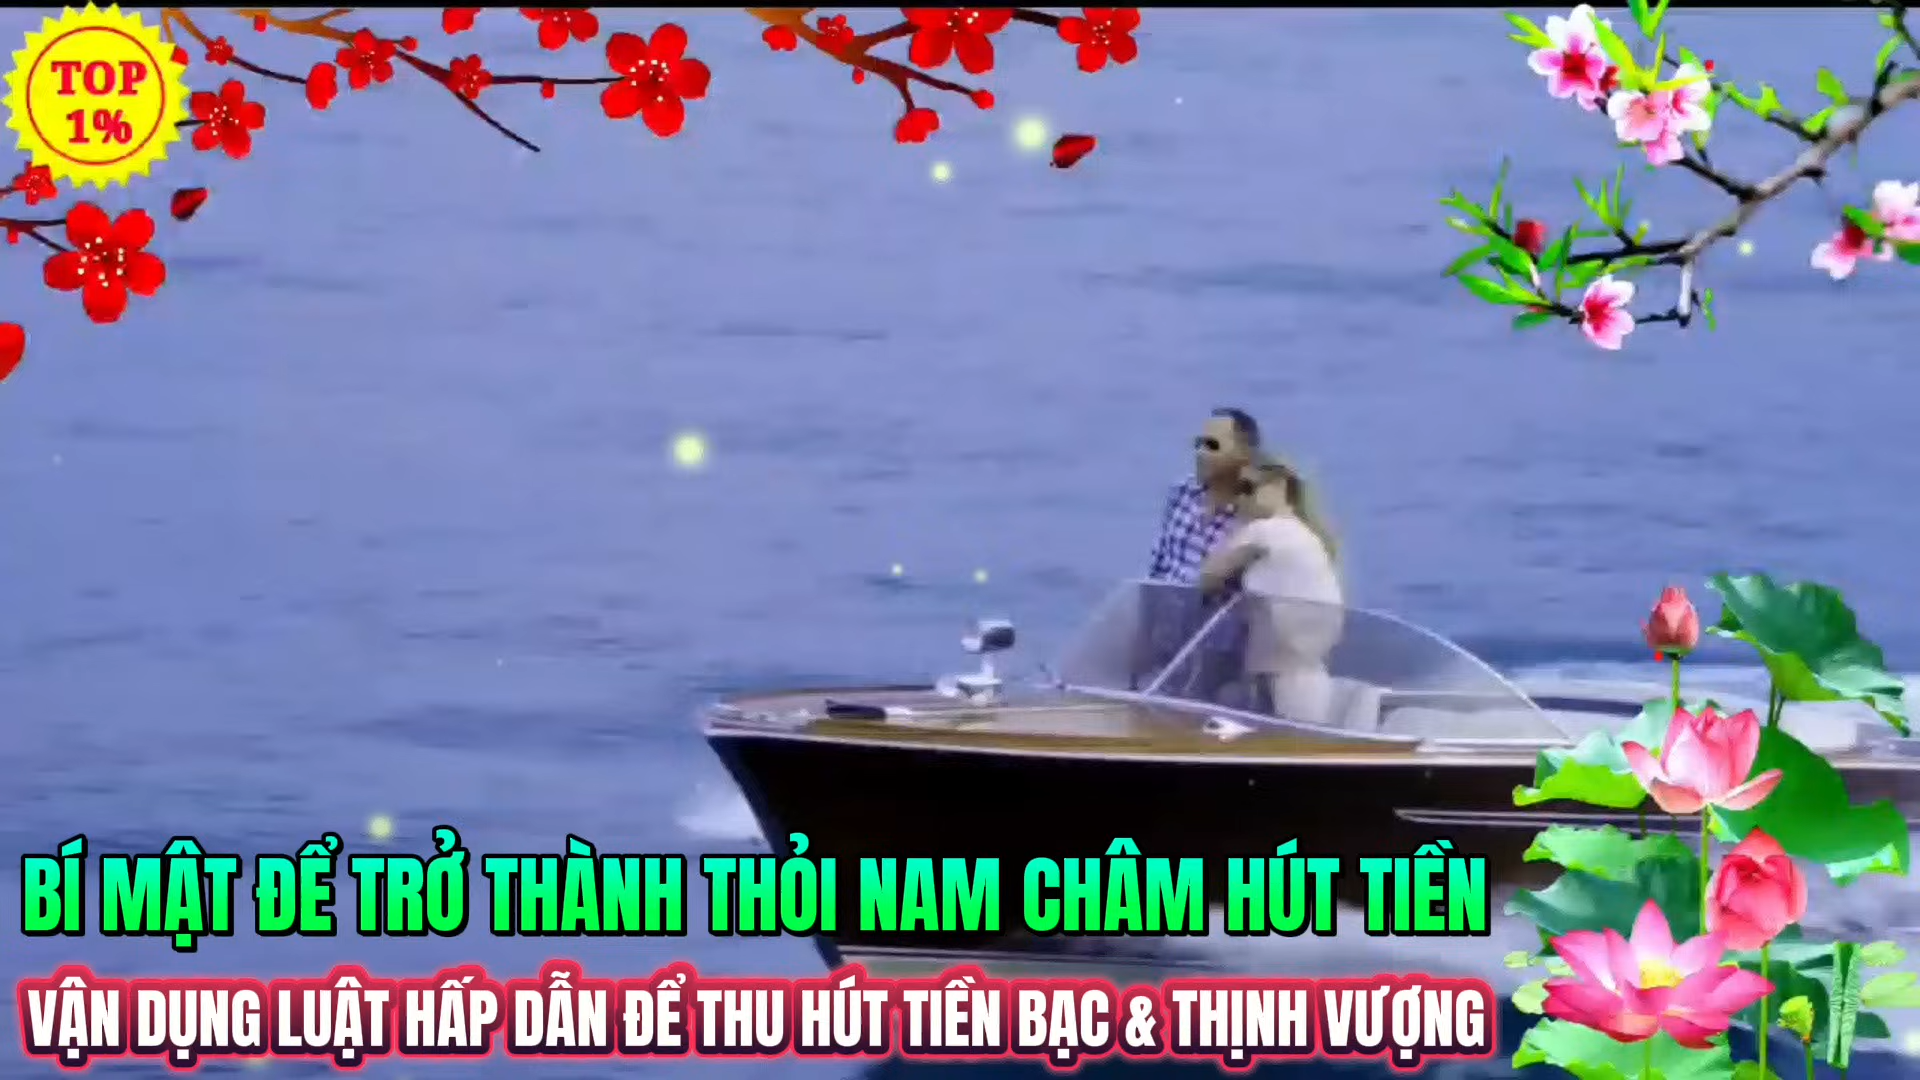 TOP
1%
BÍ MẬT ĐỂ TRỞ THÀNH THỎI NAM CHÂM HÚT TIỀN
VẬN DỤNG LUẬT HẤP DẪN ĐỂ THU HÚT TIỀN BẠC & THỊNH VƯỢNG